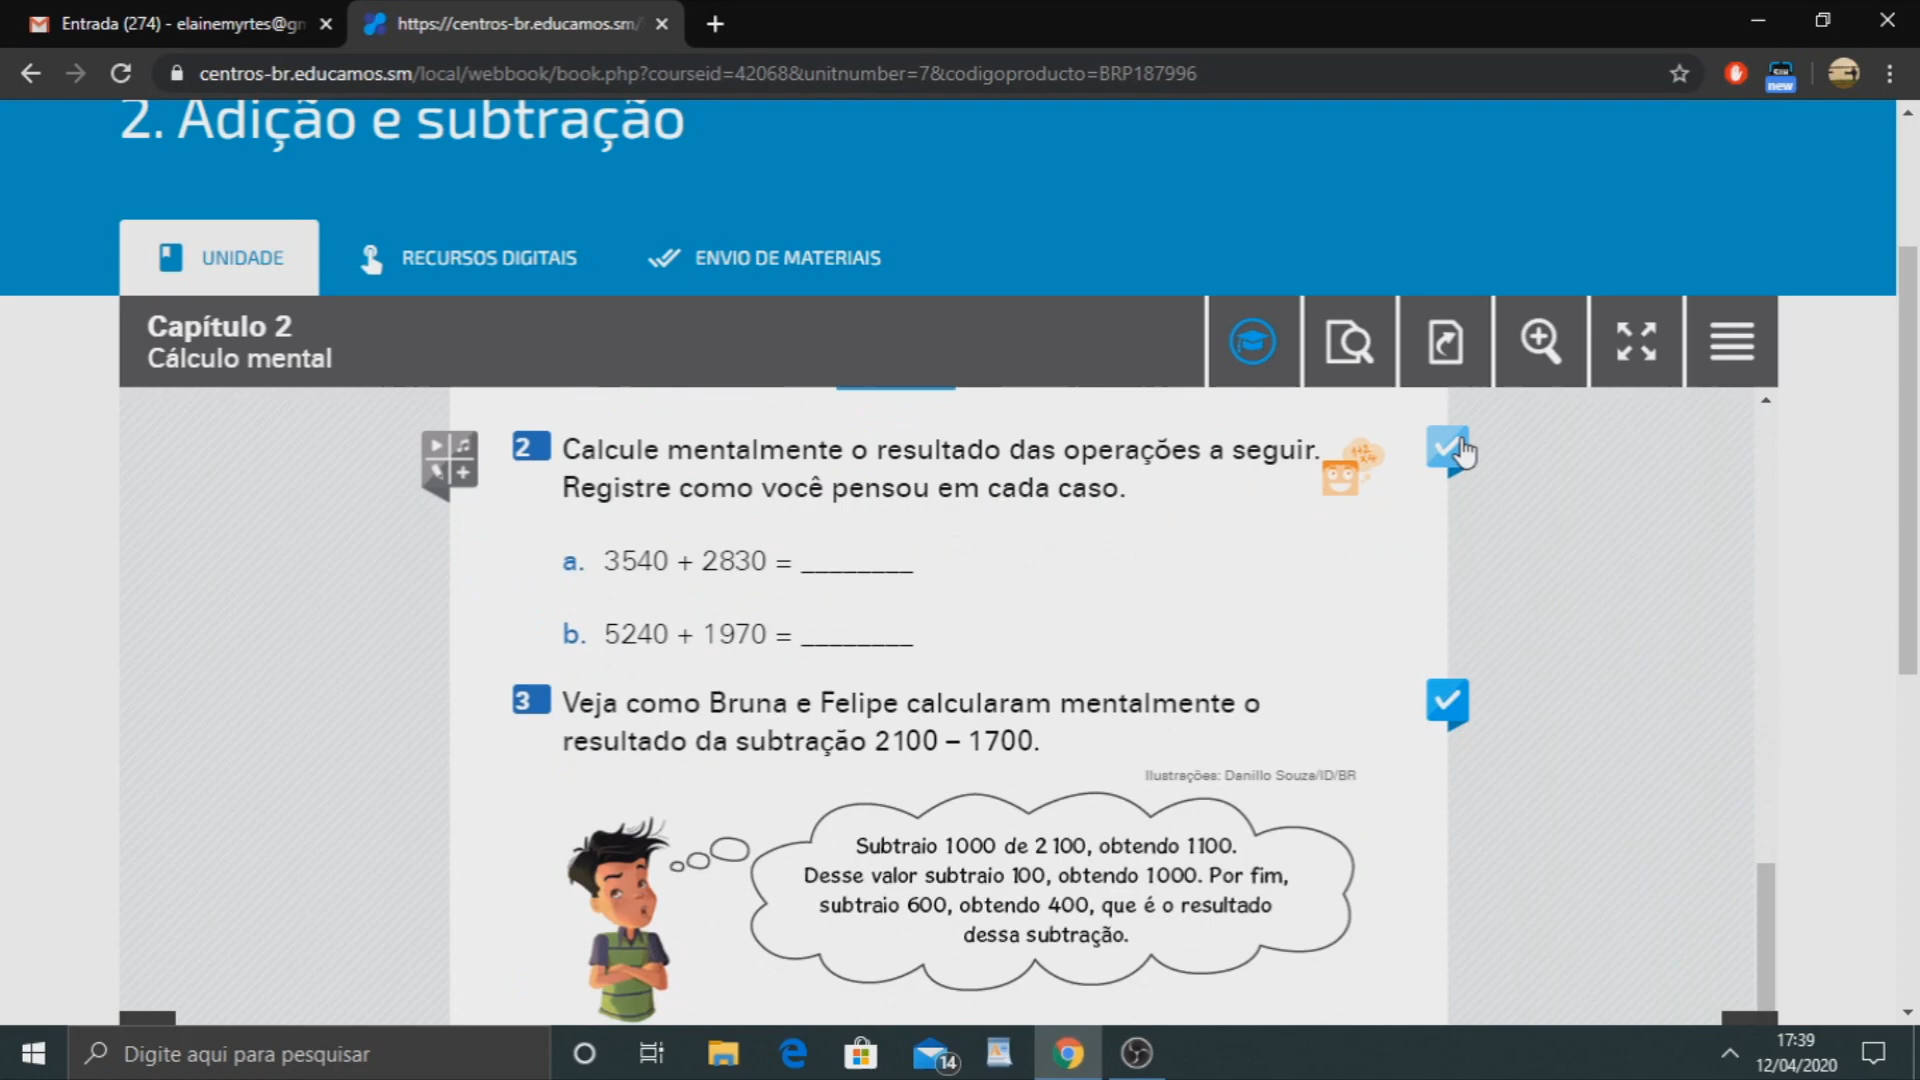 Entrada (274) - elainemyrtes@gm
https://centros-br.educamos.sm/
centros-br.educamos.sm/local/webbook/book.php?courseid=42068&unitnumber=7&codigoproducto=BRP187996
new
2. Adição e subtração
UNIDADE
RECURSOS DIGITAIS
ENVIO DE MATERIAIS
Capítulo 2
Cálculo mental
2 Calcule mentalmente o resultado das operações a seguir.
Registre como você pensou em cada caso.
a. 3540 + 2830 = ________
b. 5240 + 1970 = ________
3 Veja como Bruna e Felipe calcularam mentalmente o
resultado da subtração 2100 – 1700.
Ilustrações: Danillo Souza/ID/BR
Subtraio 1000 de 2100, obtendo 1100.
Desse valor subtraio 100, obtendo 1000. Por fim,
subtraio 600, obtendo 400, que é o resultado
dessa subtração.
Digite aqui para pesquisar
14
17:39
12/04/2020